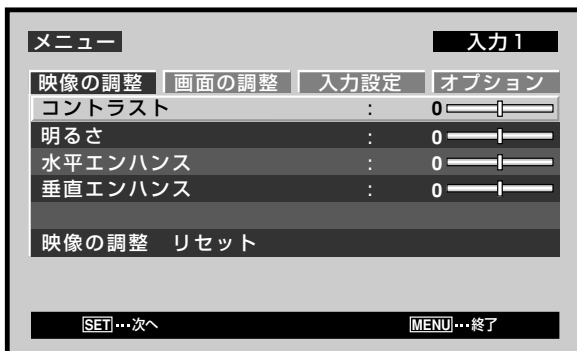 メニュー 入力1
映像の調整 画面の調整 入力設定 オプション
コントラスト : 0
明るさ : 0
水平エンハンス : 0
垂直エンハンス : 0
映像の調整 リセット
SET…次へ MENU…終了